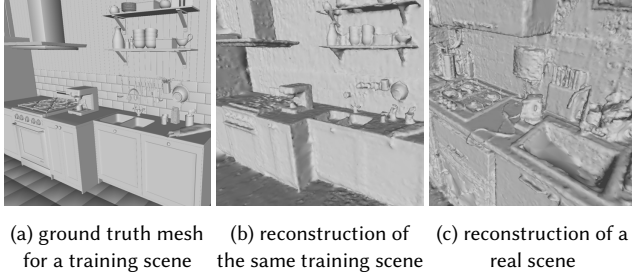 (a) ground truth mesh
for a training scene
(b) reconstruction of
the same training scene
(c) reconstruction of a
real scene